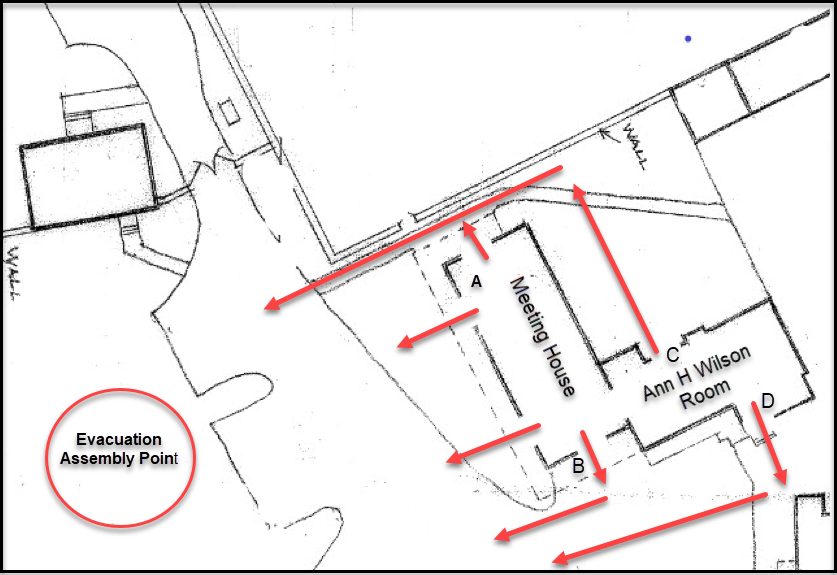 WALL
WALL
A
Meeting House
C
Ann H Wilson
Room
D
B
Evacuation
Assembly Point